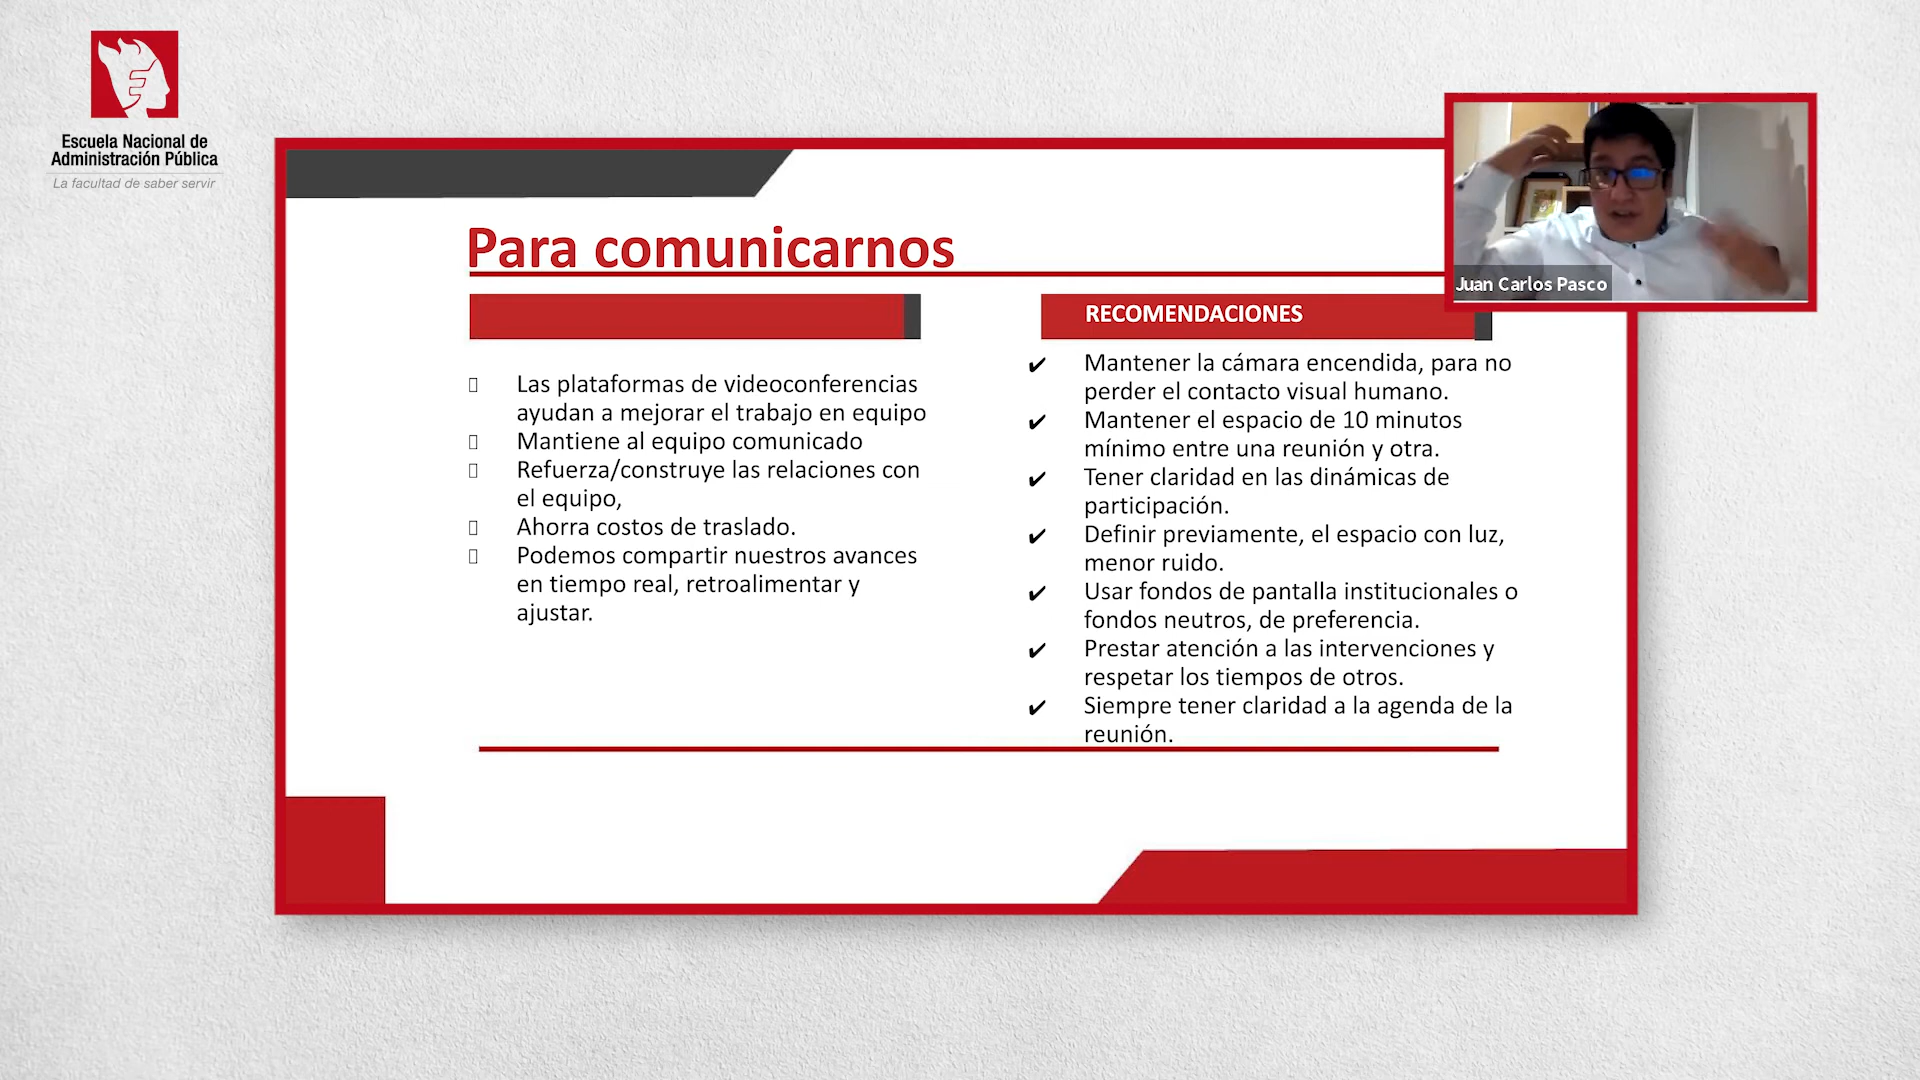 Escuela Nacional de
Administración Pública
La facultad de saber servir
Para comunicarnos
Las plataformas de videoconferencias
ayudan a mejorar el trabajo en equipo
Mantiene al equipo comunicado
Refuerza/construye las relaciones con
el equipo,
Ahorra costos de traslado.
Podemos compartir nuestros avances
en tiempo real, retroalimentar y
ajustar.
RECOMENDACIONES
✔ Mantener la cámara encendida, para no
perder el contacto visual humano.
✔ Mantener el espacio de 10 minutos
mínimo entre una reunión y otra.
✔ Tener claridad en las dinámicas de
participación.
✔ Definir previamente, el espacio con luz,
menor ruido.
✔ Usar fondos de pantalla institucionales o
fondos neutros, de preferencia.
✔ Prestar atención a las intervenciones y
respetar los tiempos de otros.
✔ Siempre tener claridad a la agenda de la
reunión.
Juan Carlos Pasco